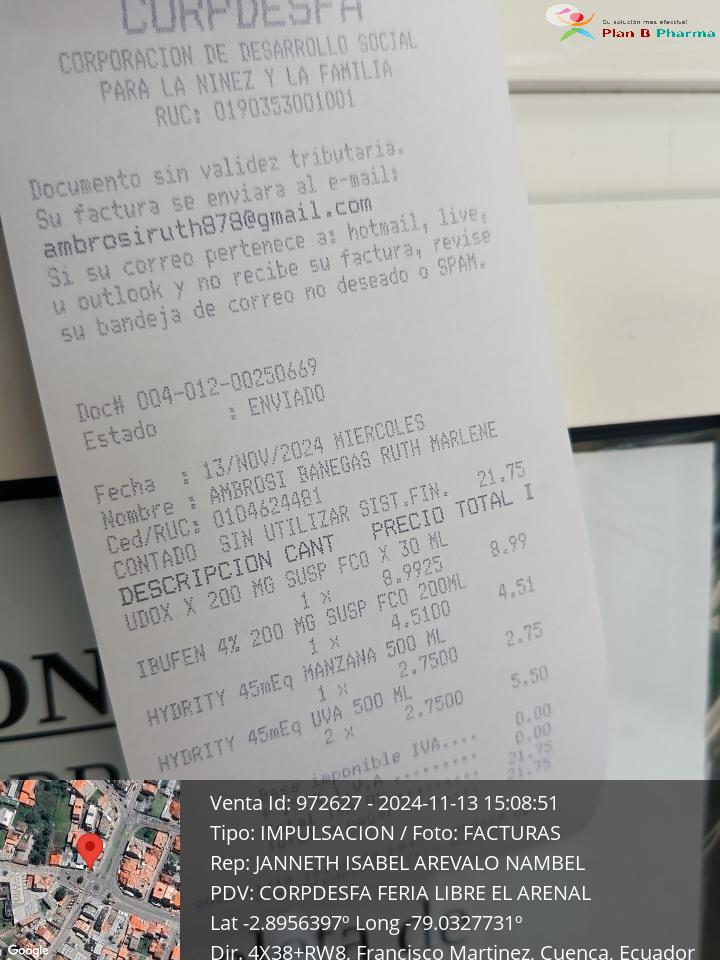 CORPDESFA
CORPORACION DE DESARROLLO SOCIAL
PARA LA NINEZ Y LA FAMILIA
RUC: 0190353001001
Su solución mas efectiva!
Plan B Pharma
Documento sin validez tributaria.
Su factura se enviara al e-mail:
ambrosiruth878@gmail.com
Si su correo pertenece a: hotmail, live,
u outlook y no recibe su factura, revise
su bandeja de correo no deseado o SPAM.
Doc# 004-012-00250669
Estado : ENVIADO
Fecha : 13/NOV/2024 MIERCOLES
Nombre : AMBROSI BANEGAS RUTH MARLENE
Ced/RUC: 0104624481
CONTADO SIN UTILIZAR SIST.FIN. 21.75
DESCRIPCION CANT PRECIO TOTAL I
UDOX X 200 MG SUSP FCO X 30 ML
1 x 8.9925 8.99
IBUFEN 4% 200 MG SUSP FCO 200ML
1 x 4.5100 4.51
HYDRITY 45mEq MANZANA 500 ML
1 x 2.7500 2.75
HYDRITY 45mEq UVA 500 ML
2 x 2.7500 5.50
Base imponible IVA.... 0.00
0.00
21.75
21.75
ON
Venta Id: 972627 - 2024-11-13 15:08:51
Tipo: IMPULSACION / Foto: FACTURAS
Rep: JANNETH ISABEL AREVALO NAMBEL
PDV: CORPDESFA FERIA LIBRE EL ARENAL
Lat -2.8956397º Long -79.0327731º
Dir. 4X38+RW8, Francisco Martinez, Cuenca, Ecuador
Google